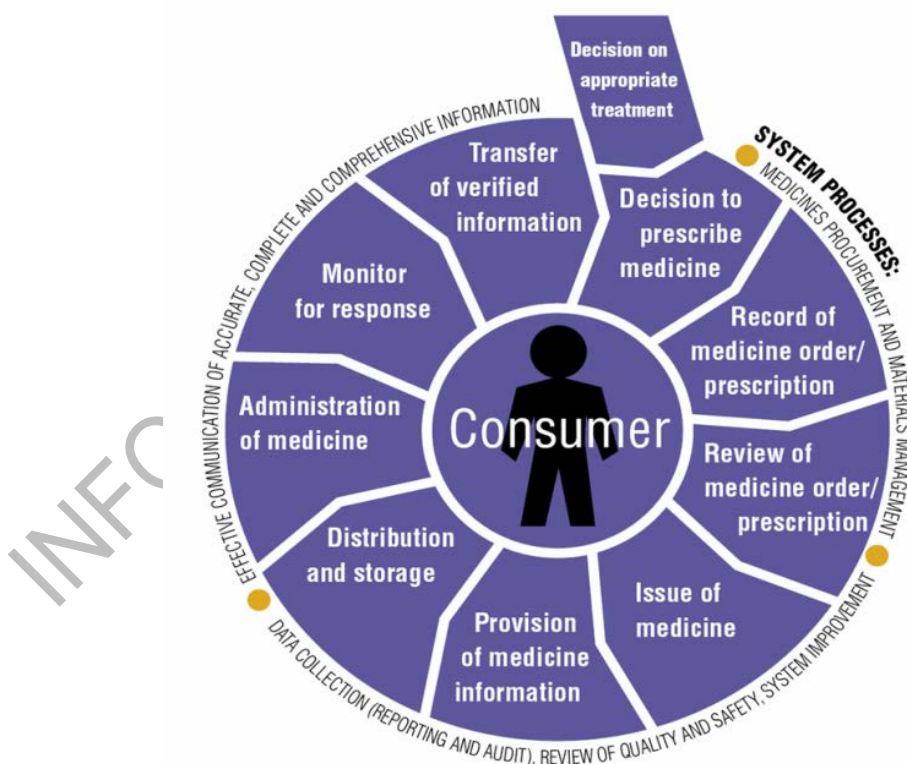 Decision on
appropriate
treatment
SYSTEM PROCESSES:
MEDICINES PROCUREMENT AND MATERIALS MANAGEMENT
DATA COLLECTION (REPORTING AND AUDIT), REVIEW OF QUALITY AND SAFETY, SYSTEM IMPROVEMENT
EFFECTIVE COMMUNICATION OF ACCURATE, COMPLETE AND COMPREHENSIVE INFORMATION
Decision to
prescribe
medicine
Record of
medicine order/
prescription
Review of
medicine order/
prescription
Issue of
medicine
Provision
of medicine
information
Distribution
and storage
Administration
of medicine
Monitor
for response
Transfer
of verified
information
Consumer